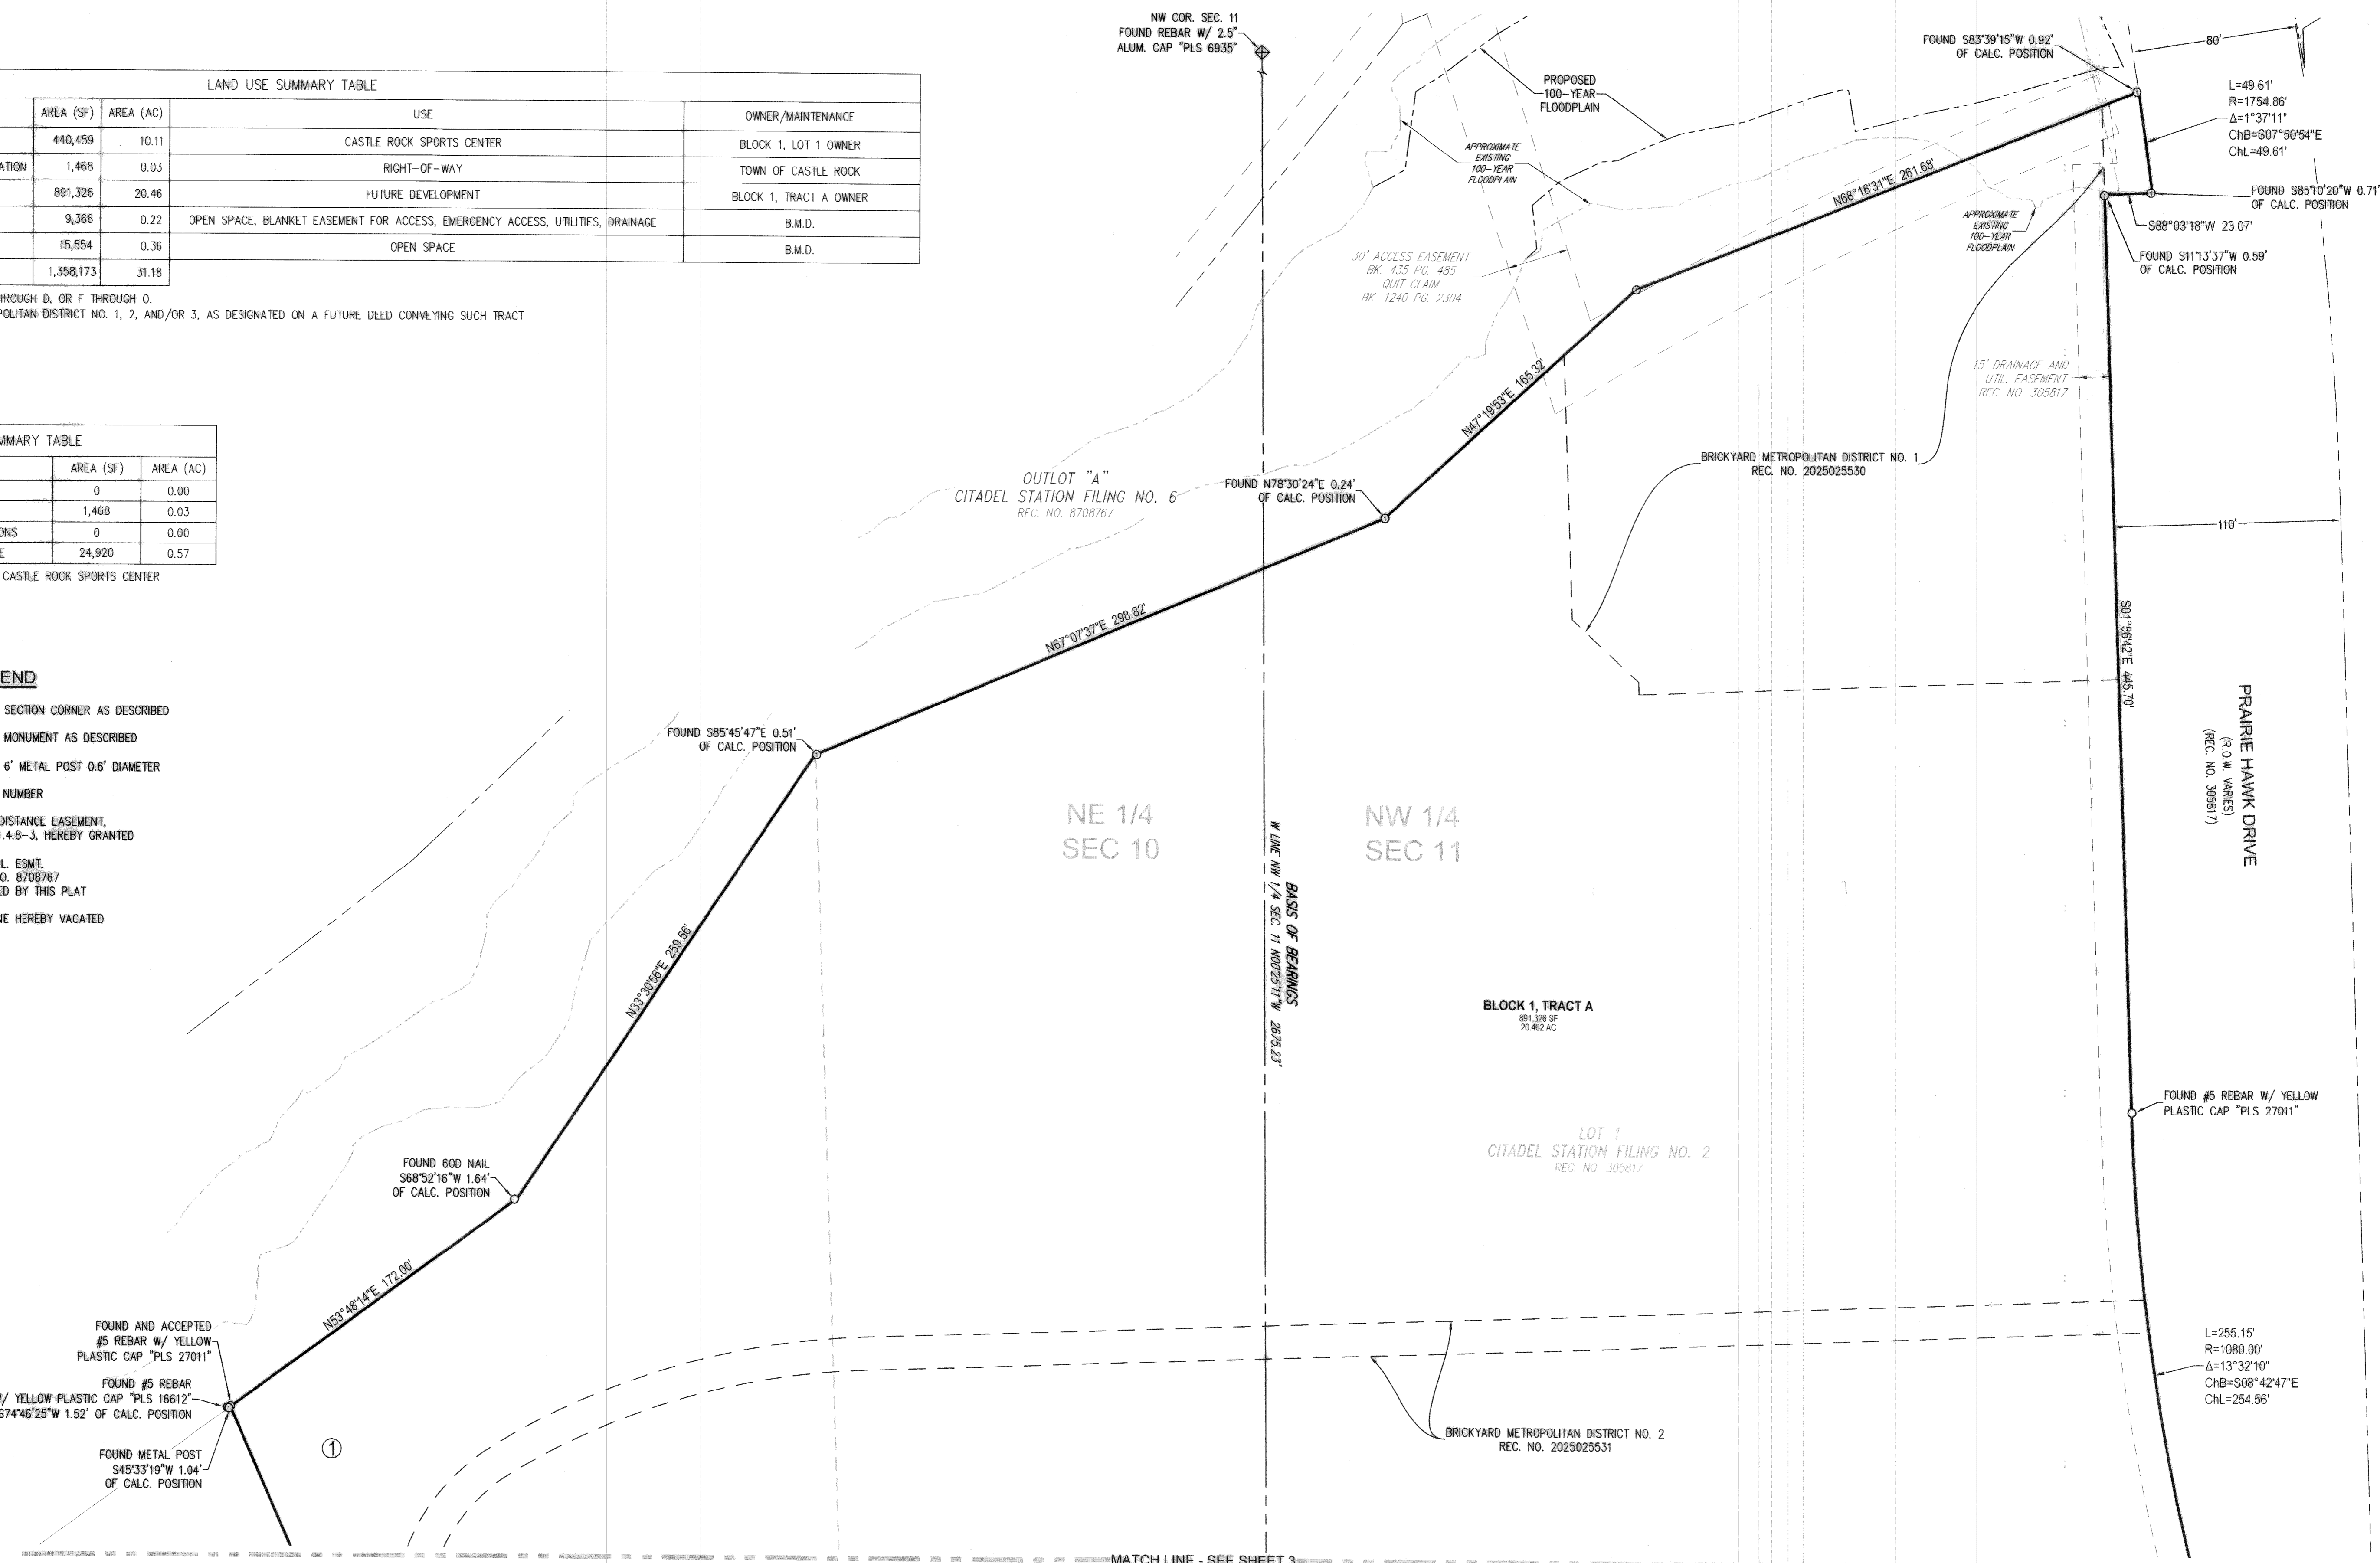 LAND USE SUMMARY TABLE
AREA (SF) AREA (AC) USE OWNER/MAINTENANCE
440,459 10.11 CASTLE ROCK SPORTS CENTER BLOCK 1, LOT 1 OWNER
1,468 0.03 RIGHT-OF-WAY TOWN OF CASTLE ROCK
891,326 20.46 FUTURE DEVELOPMENT BLOCK 1, TRACT A OWNER
9,366 0.22 OPEN SPACE, BLANKET EASEMENT FOR ACCESS, EMERGENCY ACCESS, UTILITIES, DRAINAGE B.M.D.
15,554 0.36 OPEN SPACE B.M.D.
1,358,173 31.18
D, OR F THROUGH O.
DISTRICT NO. 1, 2, AND/OR 3, AS DESIGNATED ON A FUTURE DEED CONVEYING SUCH TRACT
TABLE
AREA (SF) AREA (AC)
0 0.00
1,468 0.03
0 0.00
24,920 0.57
CASTLE ROCK SPORTS CENTER
SECTION CORNER AS DESCRIBED
MONUMENT AS DESCRIBED
6' METAL POST 0.6' DIAMETER
NUMBER
DISTANCE EASEMENT,
HEREBY GRANTED
ESMT.
8708767
BY THIS PLAT
HEREBY VACATED
NW COR. SEC. 11
FOUND REBAR W/ 2.5"
ALUM. CAP "PLS 6935"
PROPOSED
100-YEAR
FLOODPLAIN
APPROXIMATE
EXISTING
100-YEAR
FLOODPLAIN
30' ACCESS EASEMENT
BK. 435 PG. 485
QUIT CLAIM
BK. 1240 PG. 2304
FOUND S83°39'15"W 0.92'
OF CALC. POSITION
80'
L=49.61'
R=1754.86'
Δ=1°37'11"
ChB=S07°50'54"E
ChL=49.61'
N68°16'31"E 261.68'
FOUND S85°10'20"W 0.71'
OF CALC. POSITION
S88°03'18"W 23.07'
APPROXIMATE
EXISTING
100-YEAR
FLOODPLAIN
FOUND S11°13'37"W 0.59'
OF CALC. POSITION
15' DRAINAGE AND
UTIL. EASEMENT
REC. NO. 305817
N47°19'53"E 165.32'
BRICKYARD METROPOLITAN DISTRICT NO. 1
REC. NO. 2025025530
OUTLOT "A"
CITADEL STATION FILING NO. 6
REC. NO. 8708767
FOUND N78°30'24"E 0.24'
OF CALC. POSITION
110'
N67°07'37"E 298.82'
S01°56'42"E 445.70'
PRAIRIE HAWK DRIVE
(R.O.W. VARIES)
(REC. NO. 305817)
FOUND S85°45'47"E 0.51'
OF CALC. POSITION
NE 1/4
SEC 10
NW 1/4
SEC 11
BASIS OF BEARINGS
W LINE NW 1/4 SEC. 11 N00°25'11"W 2675.23'
N33°30'56"E 259.56'
BLOCK 1, TRACT A
891,326 SF
20.462 AC
FOUND #5 REBAR W/ YELLOW
PLASTIC CAP "PLS 27011"
LOT 1
CITADEL STATION FILING NO. 2
REC. NO. 305817
FOUND 60D NAIL
S68°52'16"W 1.64'
OF CALC. POSITION
N53°48'14"E 172.00'
FOUND AND ACCEPTED
#5 REBAR W/ YELLOW
PLASTIC CAP "PLS 27011"
FOUND #5 REBAR
YELLOW PLASTIC CAP "PLS 16612"
S74°46'25"W 1.52' OF CALC. POSITION
FOUND METAL POST
S45°33'19"W 1.04'
OF CALC. POSITION
1
L=255.15'
R=1080.00'
Δ=13°32'10"
ChB=S08°42'47"E
ChL=254.56'
BRICKYARD METROPOLITAN DISTRICT NO. 2
REC. NO. 2025025531
MATCH LINE - SEE SHEET 3